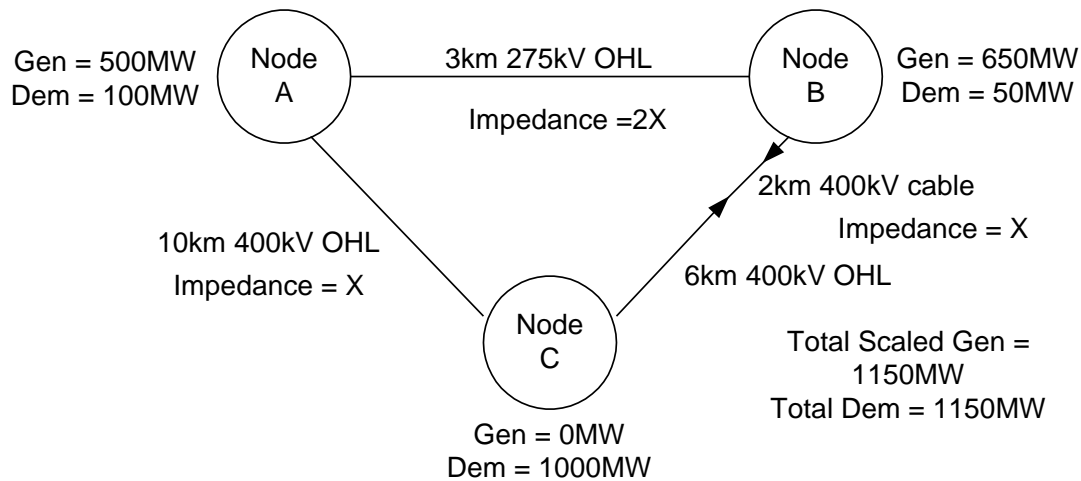 Gen = 500MW
Dem = 100MW
Node
A
3km 275kV OHL
Impedance =2X
Node
B
Gen = 650MW
Dem = 50MW
2km 400kV cable
Impedance = X
10km 400kV OHL
Impedance = X
6km 400kV OHL
Node
C
Total Scaled Gen =
1150MW
Total Dem = 1150MW
Gen = 0MW
Dem = 1000MW